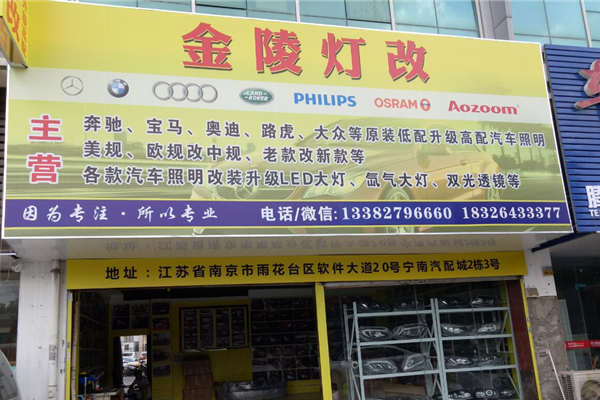 金陵灯改
LAND ROVER PHILIPS OSRAM Aozoom
主营
奔驰、宝马、奥迪、路虎、大众等原装低配升级高配汽车照明
美规、欧规改中规、老款改新款等
各款汽车照明改装升级LED大灯、氙气大灯、双光透镜等
因为专注·所以专业 电话/微信:13382796660 18326433377
地址：江苏省南京市雨花台区软件大道20号宁南汽配城2栋3号